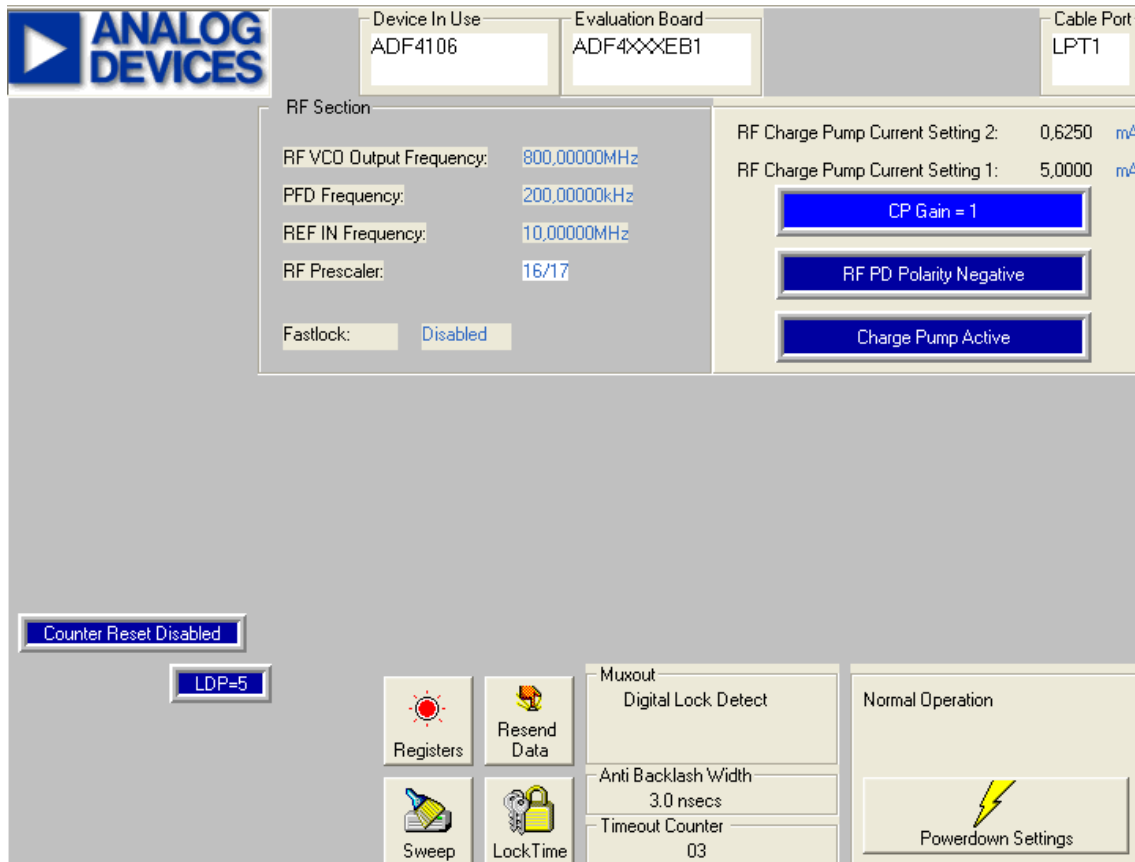 ANALOG
DEVICES
Device In Use
ADF4106
Evaluation Board
ADF4XXXEB1
Cable Port
LPT1
RF Section
RF VCO Output Frequency: 800,00000MHz
PFD Frequency: 200,00000kHz
REF IN Frequency: 10,00000MHz
RF Prescaler: 16/17
Fastlock: Disabled
RF Charge Pump Current Setting 2: 0,6250
RF Charge Pump Current Setting 1: 5,0000
CP Gain = 1
RF PD Polarity Negative
Charge Pump Active
Counter Reset Disabled
LDP=5
Registers
Resend
Data
Sweep
LockTime
Muxout
Digital Lock Detect
Anti Backlash Width
3.0 nsecs
Timeout Counter
03
Normal Operation
Powerdown Settings